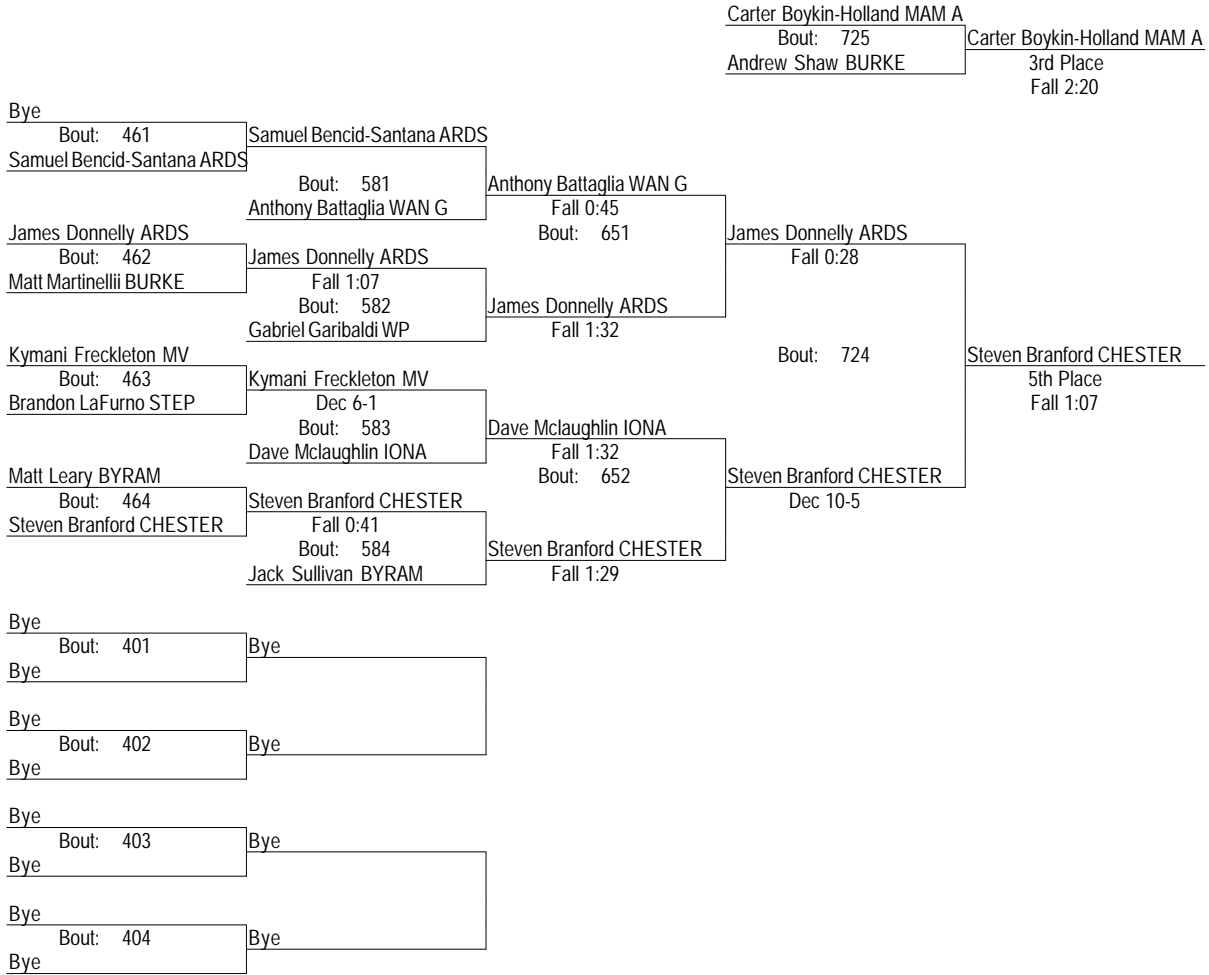 Carter Boykin-Holland MAM A
Bout: 725
Carter Boykin-Holland MAM A
Andrew Shaw BURKE
3rd Place
Fall 2:20
Bye
Bout: 461
Samuel Bencid-Santana ARDS
Samuel Bencid-Santana ARDS
Bout: 581
Anthony Battaglia WAN G
Anthony Battaglia WAN G
Fall 0:45
James Donnelly ARDS
Bout: 651
James Donnelly ARDS
Bout: 462
James Donnelly ARDS
Fall 0:28
Matt Martinellii BURKE
Fall 1:07
Bout: 582
James Donnelly ARDS
Gabriel Garibaldi WP
Fall 1:32
Kymani Freckleton MV
Bout: 724
Steven Branford CHESTER
Bout: 463
Kymani Freckleton MV
5th Place
Brandon LaFurno STEP
Dec 6-1
Fall 1:07
Bout: 583
Dave Mclaughlin IONA
Dave Mclaughlin IONA
Fall 1:32
Matt Leary BYRAM
Bout: 652
Steven Branford CHESTER
Bout: 464
Steven Branford CHESTER
Dec 10-5
Steven Branford CHESTER
Fall 0:41
Bout: 584
Steven Branford CHESTER
Jack Sullivan BYRAM
Fall 1:29
Bye
Bout: 401
Bye
Bye
Bye
Bout: 402
Bye
Bye
Bye
Bout: 403
Bye
Bye
Bye
Bout: 404
Bye
Bye